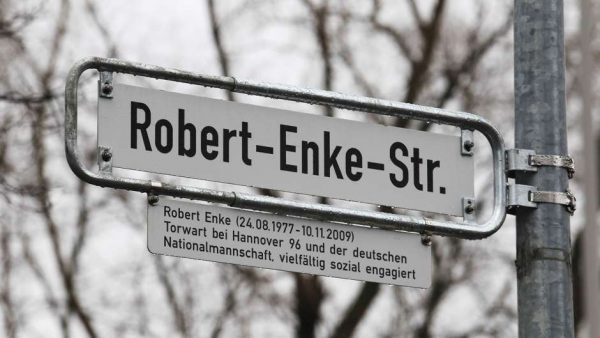 Robert-Enke-Str.
Robert Enke (24.08.1977-10.11.2009)
Torwart bei Hannover 96 und der deutschen
Nationalmannschaft, vielfältig sozial engagiert